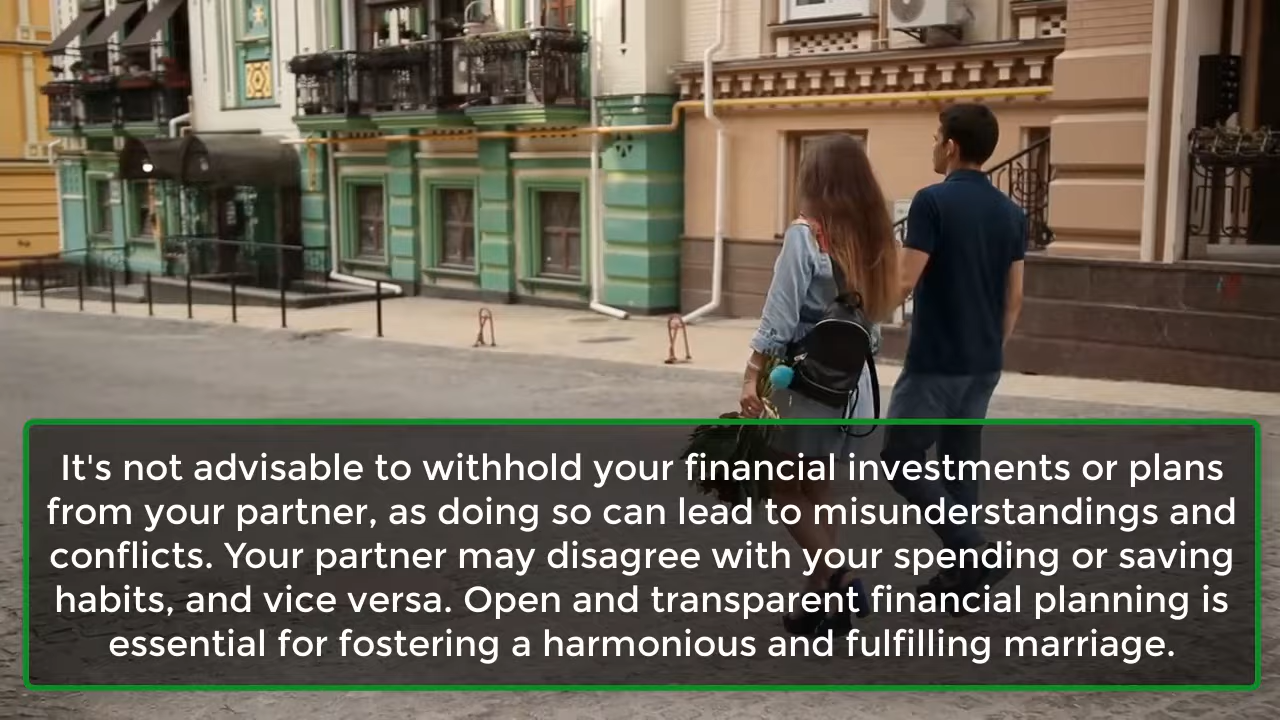 It's not advisable to withhold your financial investments or plans
from your partner, as doing so can lead to misunderstandings and
conflicts. Your partner may disagree with your spending or saving
habits, and vice versa. Open and transparent financial planning is
essential for fostering a harmonious and fulfilling marriage.